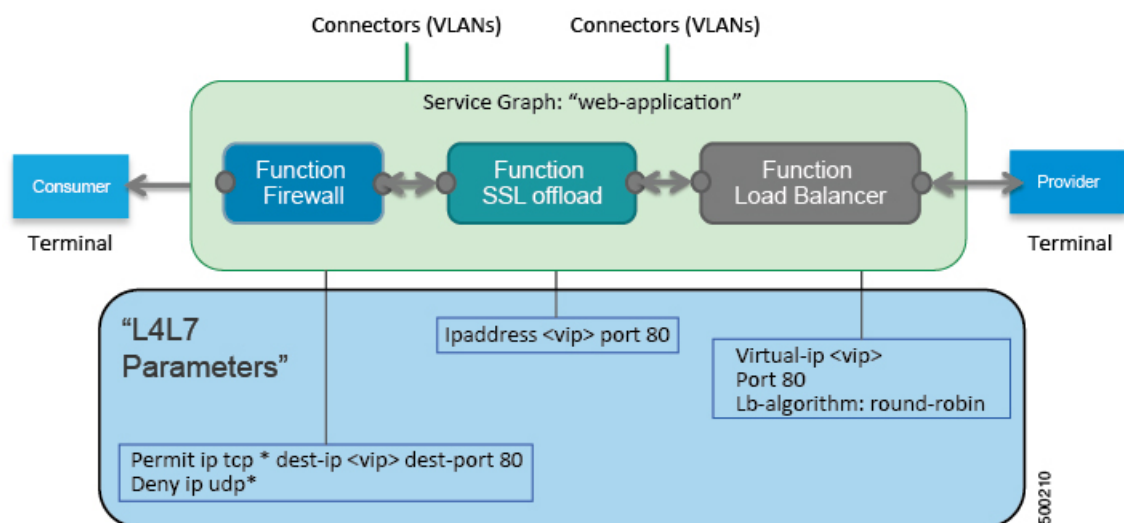 Connectors (VLANs)
Connectors (VLANs)
Service Graph: “web-application”
Consumer
Terminal
Function
Firewall
Function
SSL offload
Function
Load Balancer
Provider
Terminal
“L4L7
Parameters”
Ipaddress <vip> port 80
Virtual-ip <vip>
Port 80
Lb-algorithm: round-robin
Permit ip tcp * dest-ip <vip> dest-port 80
Deny ip udp*
500210